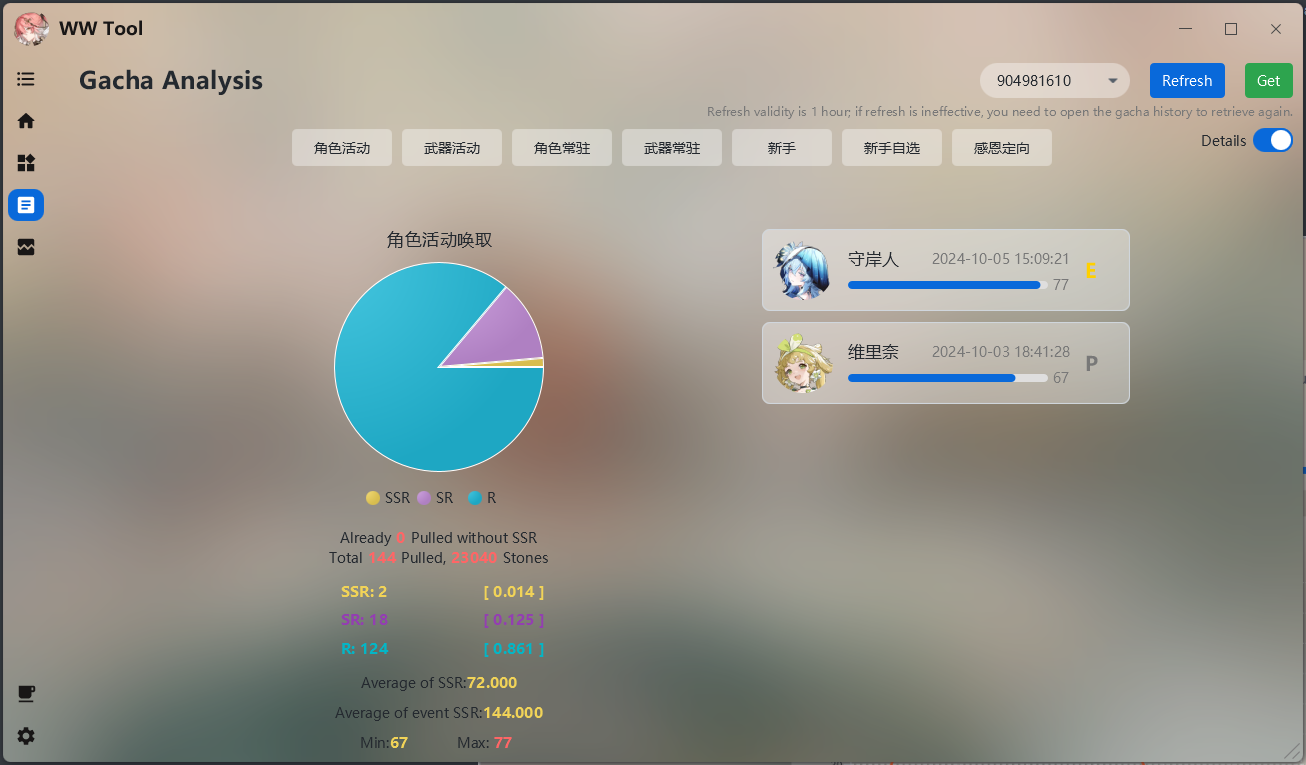 WW Tool
Gacha Analysis
904981610
Refresh
Get
Refresh validity is 1 hour; if refresh is ineffective, you need to open the gacha history to retrieve again.
角色活动 武器活动 角色常驻 武器常驻 新手 新手自选 感恩定向
Details
角色活动唤取
SSR SR R
Already 0 Pulled without SSR
Total 144 Pulled, 23040 Stones
SSR: 2 [ 0.014 ]
SR: 18 [ 0.125 ]
R: 124 [ 0.861 ]
Average of SSR:72.000
Average of event SSR:144.000
Min:67 Max: 77
守岸人 2024-10-05 15:09:21
77
E
维里奈 2024-10-03 18:41:28
67
P